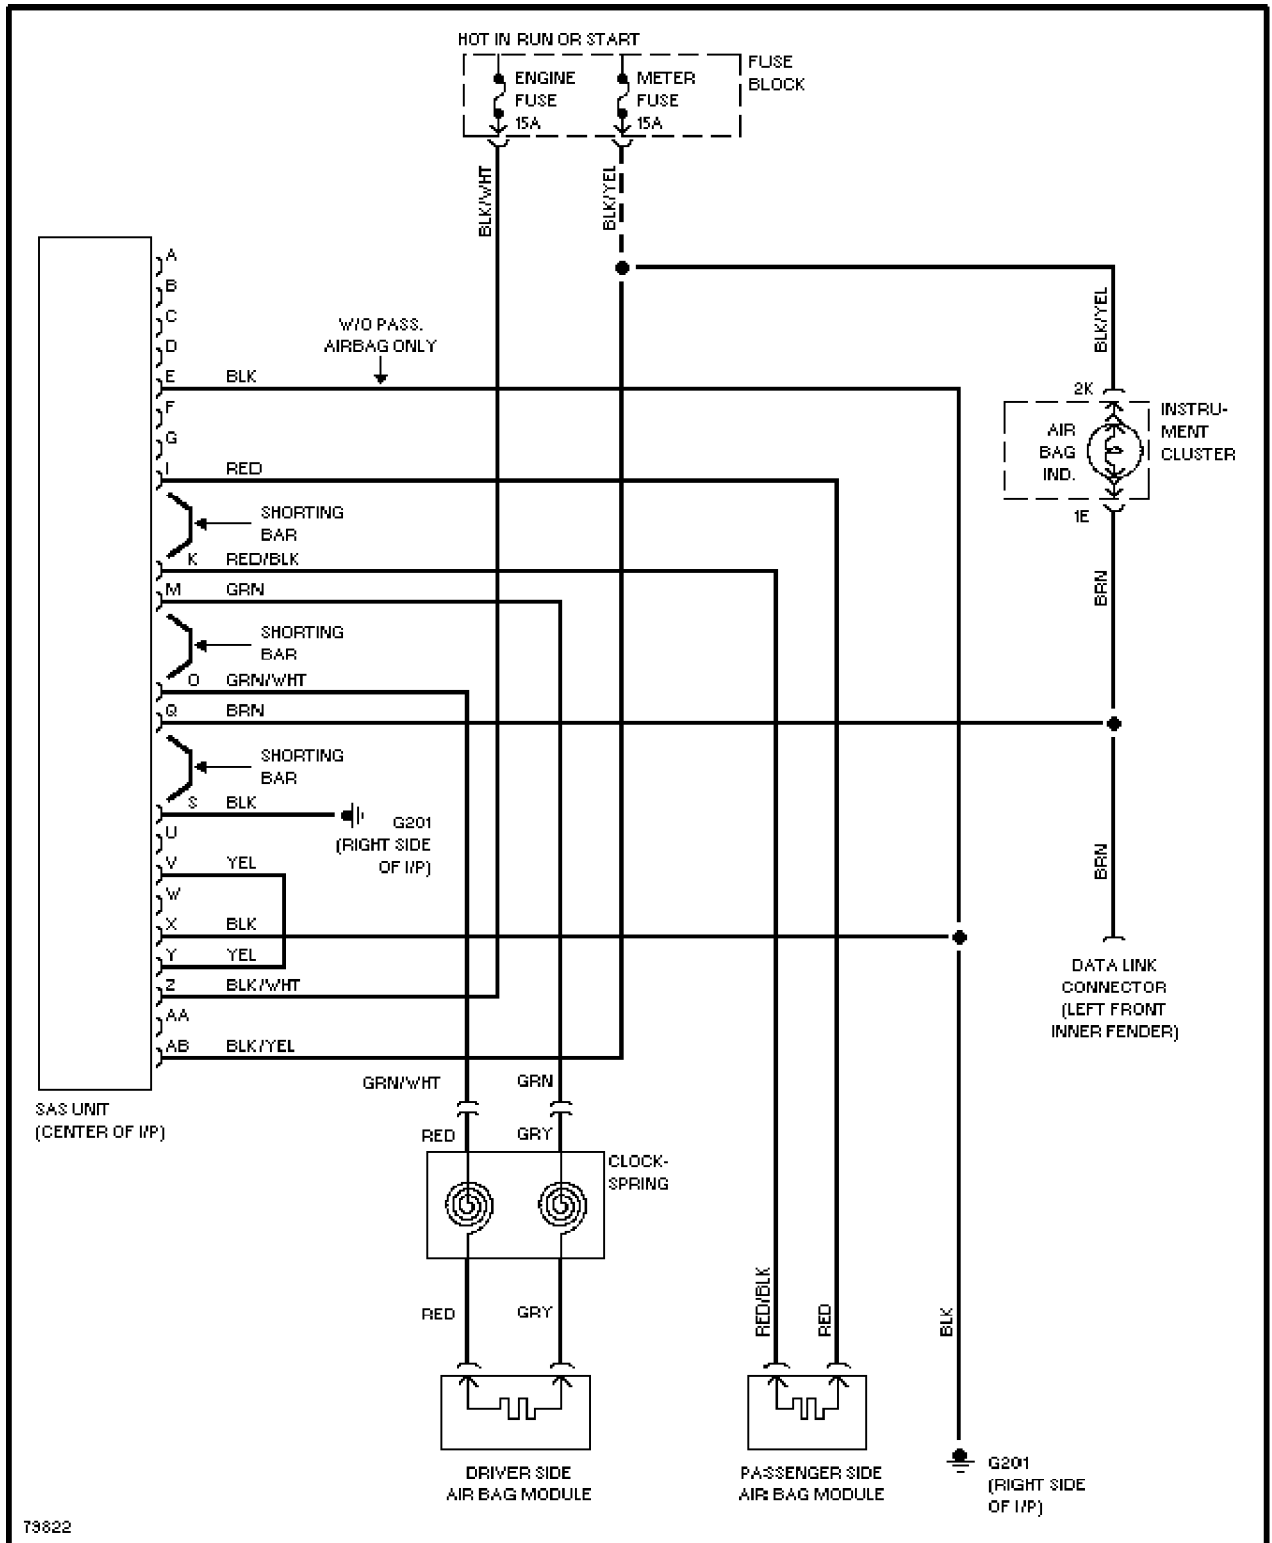 HOT IN RUN OR START
ENGINE
FUSE
15A
METER
FUSE
15A
FUSE
BLOCK
BLK/WHT
BLK/YEL
BLK/YEL
W/O PASS.
AIRBAG ONLY
A
B
C
D
E BLK
F
G
I RED
SHORTING
BAR
K RED/BLK
M GRN
SHORTING
BAR
O GRN/WHT
Q BRN
SHORTING
BAR
S BLK
G201
(RIGHT SIDE
OF I/P)
U
V YEL
W
X BLK
Y YEL
Z BLK/WHT
AA
AB BLK/YEL
SAS UNIT
(CENTER OF I/P)
2K
AIR
BAG
IND.
INSTRU-
MENT
CLUSTER
1E
BRN
BRN
DATA LINK
CONNECTOR
(LEFT FRONT
INNER FENDER)
GRN/WHT
GRN
RED
GRY
CLOCK-
SPRING
RED
GRY
RED/BLK
RED
BLK
DRIVER SIDE
AIR BAG MODULE
PASSENGER SIDE
AIR BAG MODULE
G201
(RIGHT SIDE
OF I/P)
79822